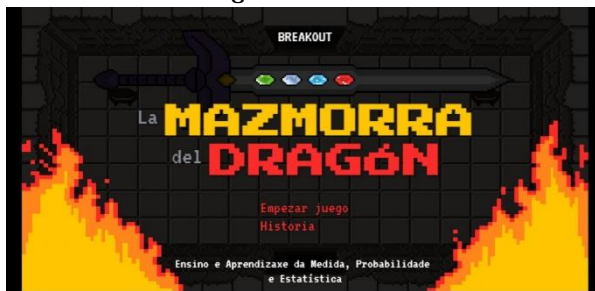 BREAKOUT
La MAZMORRA
del DRAGÓN
Empezar juego
Historia
Ensino e Aprendizaxe da Medida, Probabilidade
e Estatística